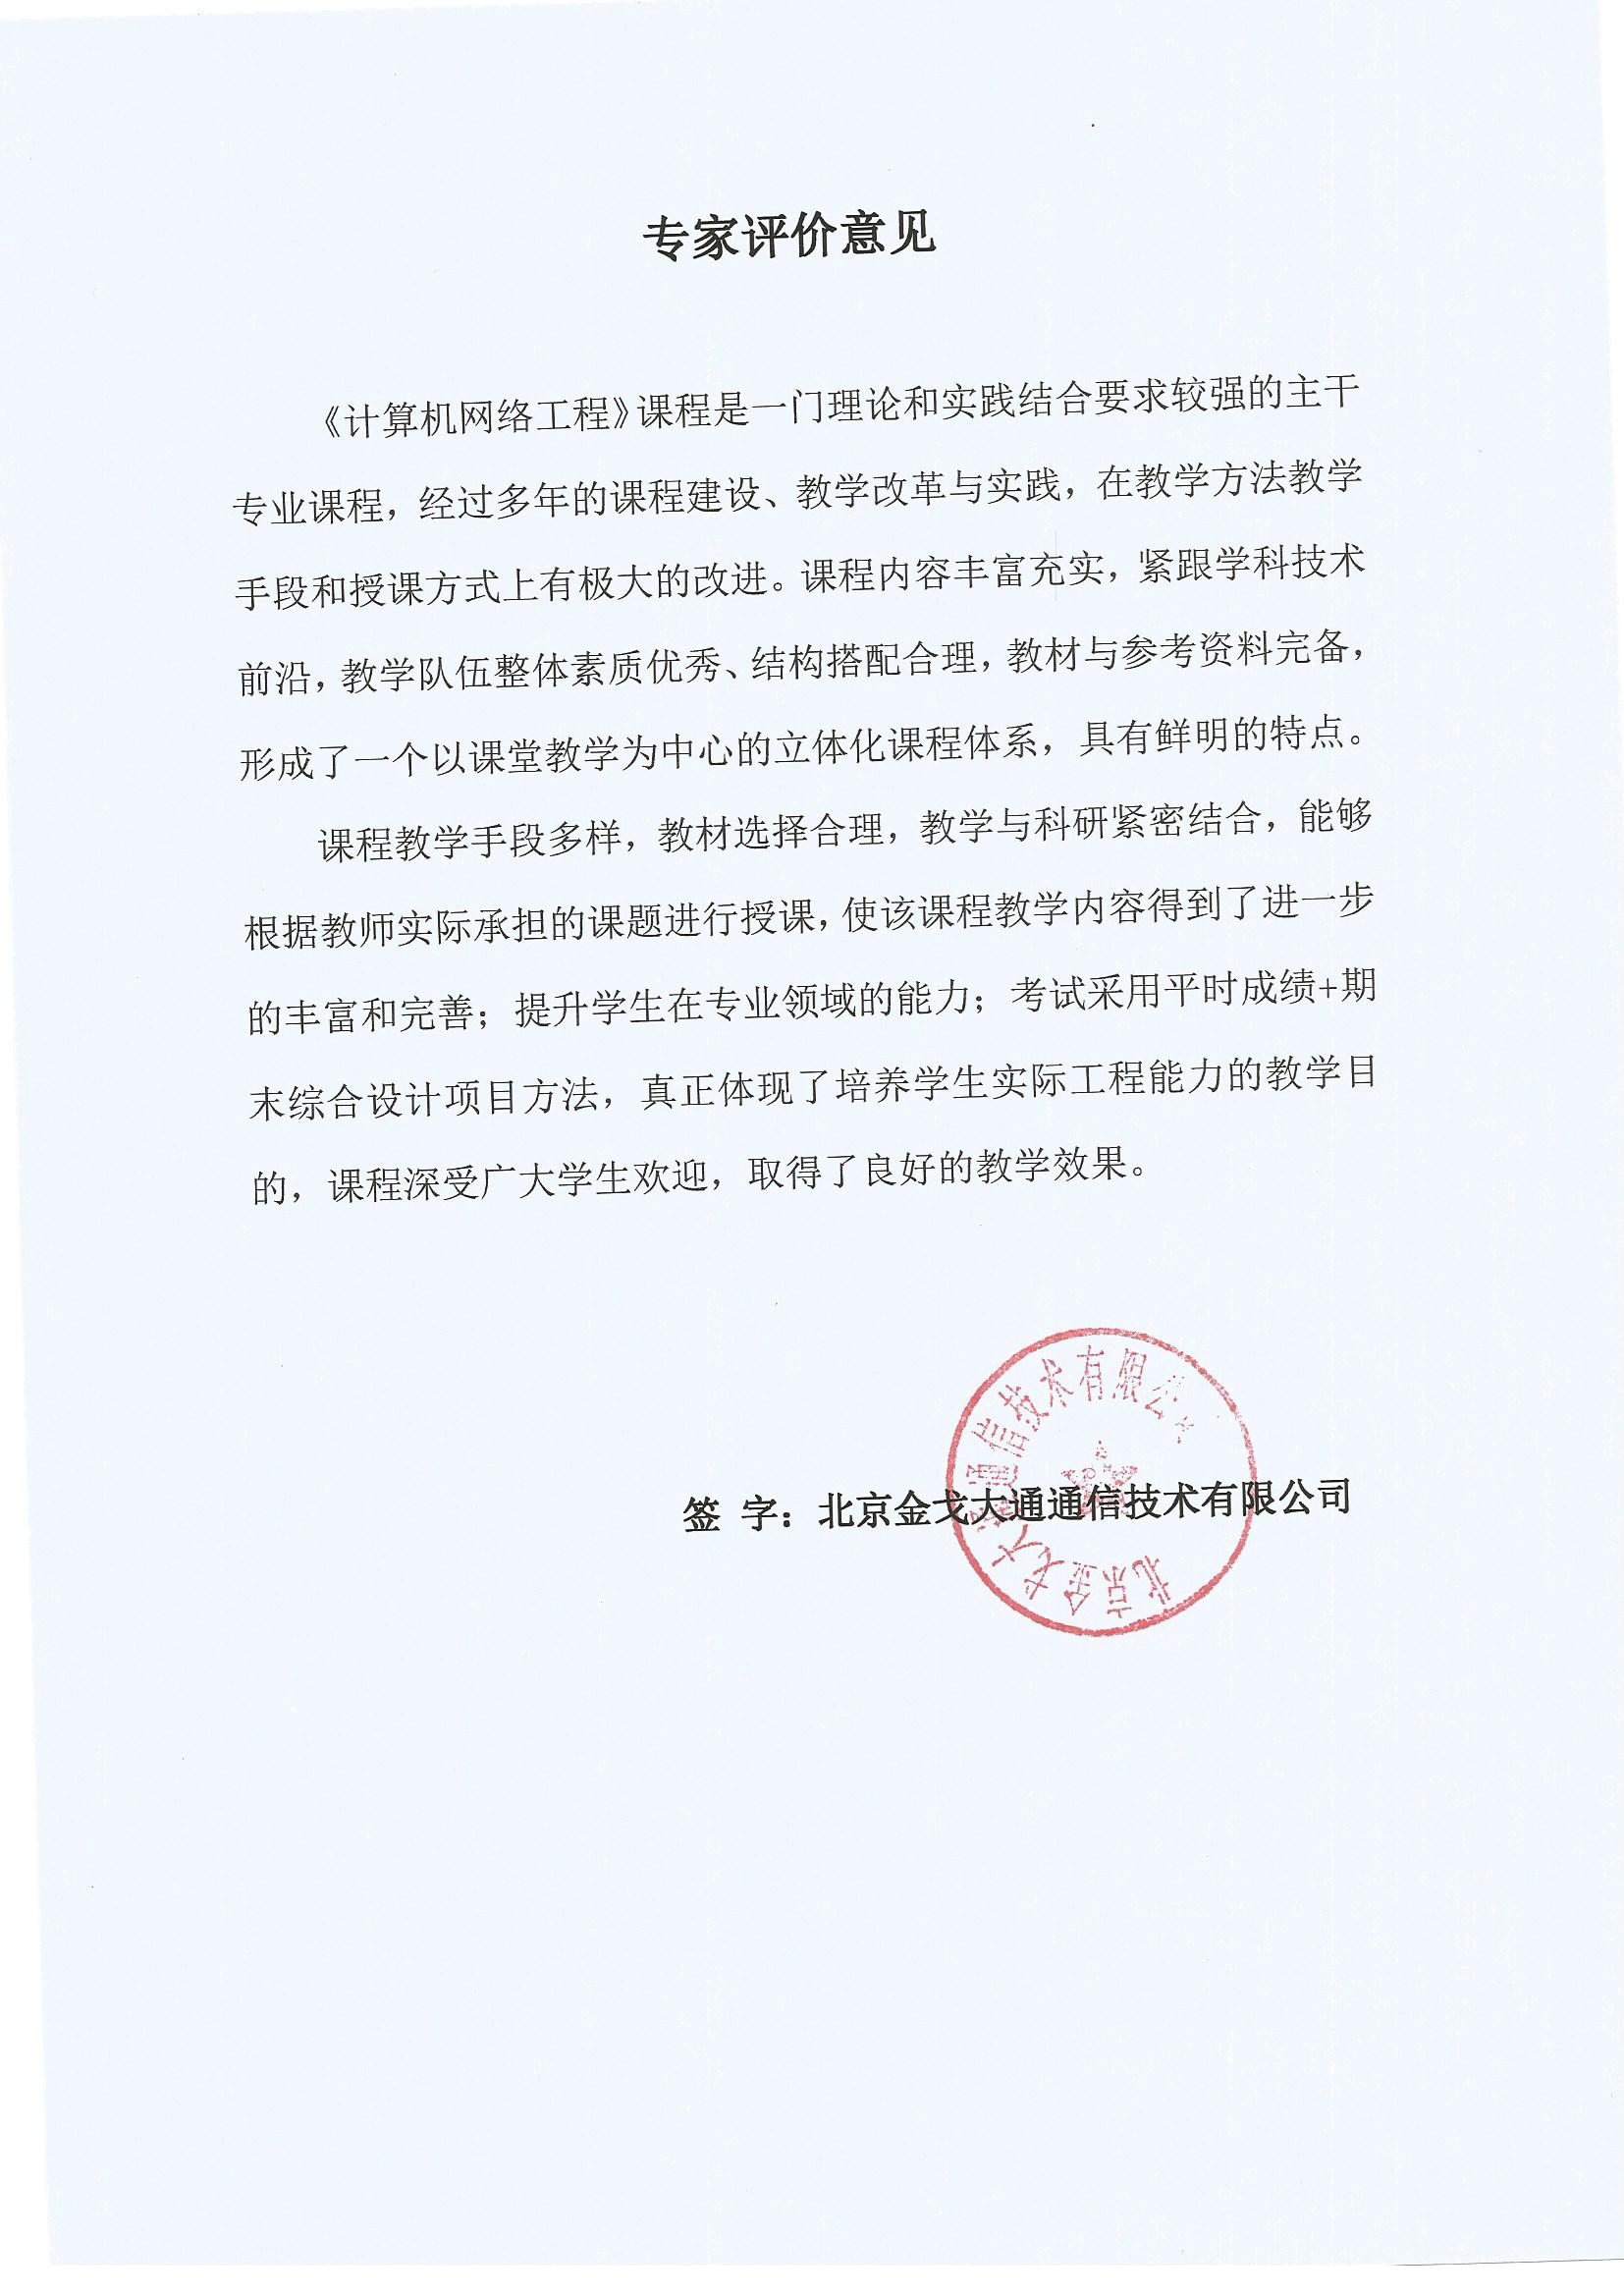 专家评价意见
《计算机网络工程》课程是一门理论和实践结合要求较强的主干
专业课程，经过多年的课程建设、教学改革与实践，在教学方法教学
手段和授课方式上有极大的改进。课程内容丰富充实，紧跟学科技术
前沿，教学队伍整体素质优秀、结构搭配合理，教材与参考资料完备，
形成了一个以课堂教学为中心的立体化课程体系，具有鲜明的特点。
课程教学手段多样，教材选择合理，教学与科研紧密结合，能够
根据教师实际承担的课题进行授课，使该课程教学内容得到了进一步
的丰富和完善；提升学生在专业领域的能力；考试采用平时成绩+期
末综合设计项目方法，真正体现了培养学生实际工程能力的教学目
的，课程深受广大学生欢迎，取得了良好的教学效果。
签 字：北京金戈大通通信技术有限公司
北京金戈大通通信技术有限公